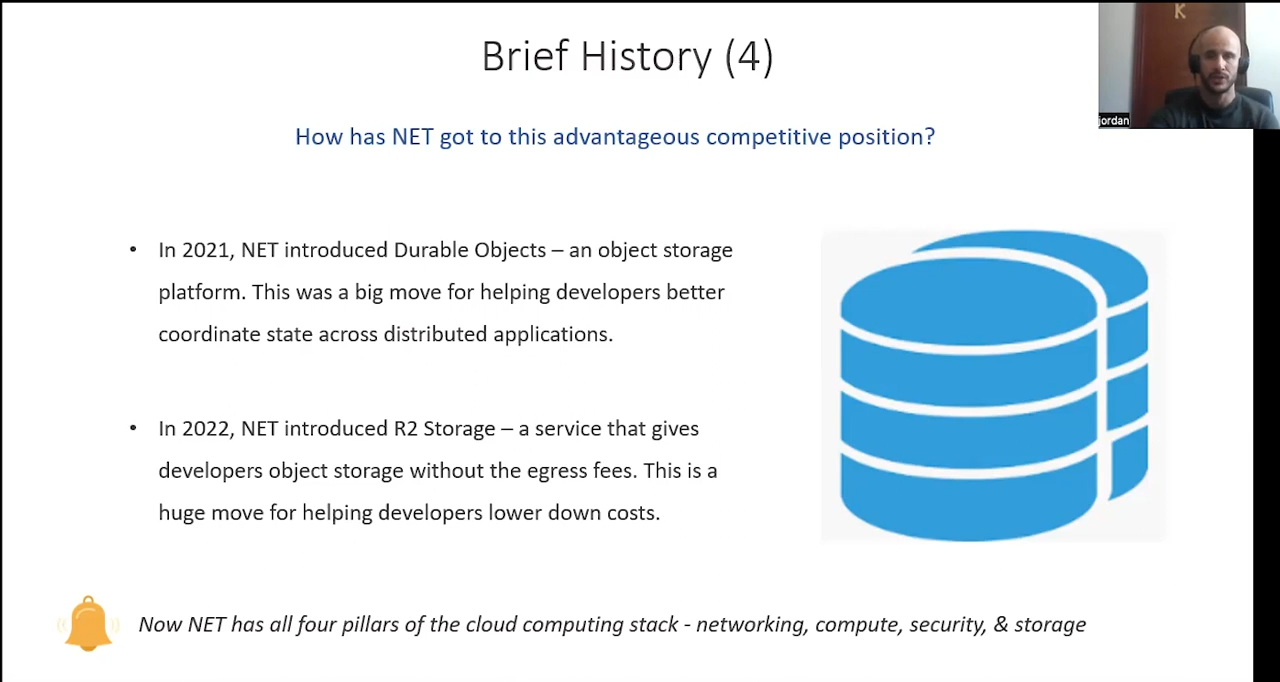 Brief History (4)
K
jordan
How has NET got to this advantageous competitive position?
• In 2021, NET introduced Durable Objects – an object storage
platform. This was a big move for helping developers better
coordinate state across distributed applications.
• In 2022, NET introduced R2 Storage – a service that gives
developers object storage without the egress fees. This is a
huge move for helping developers lower down costs.
Now NET has all four pillars of the cloud computing stack - networking, compute, security, & storage